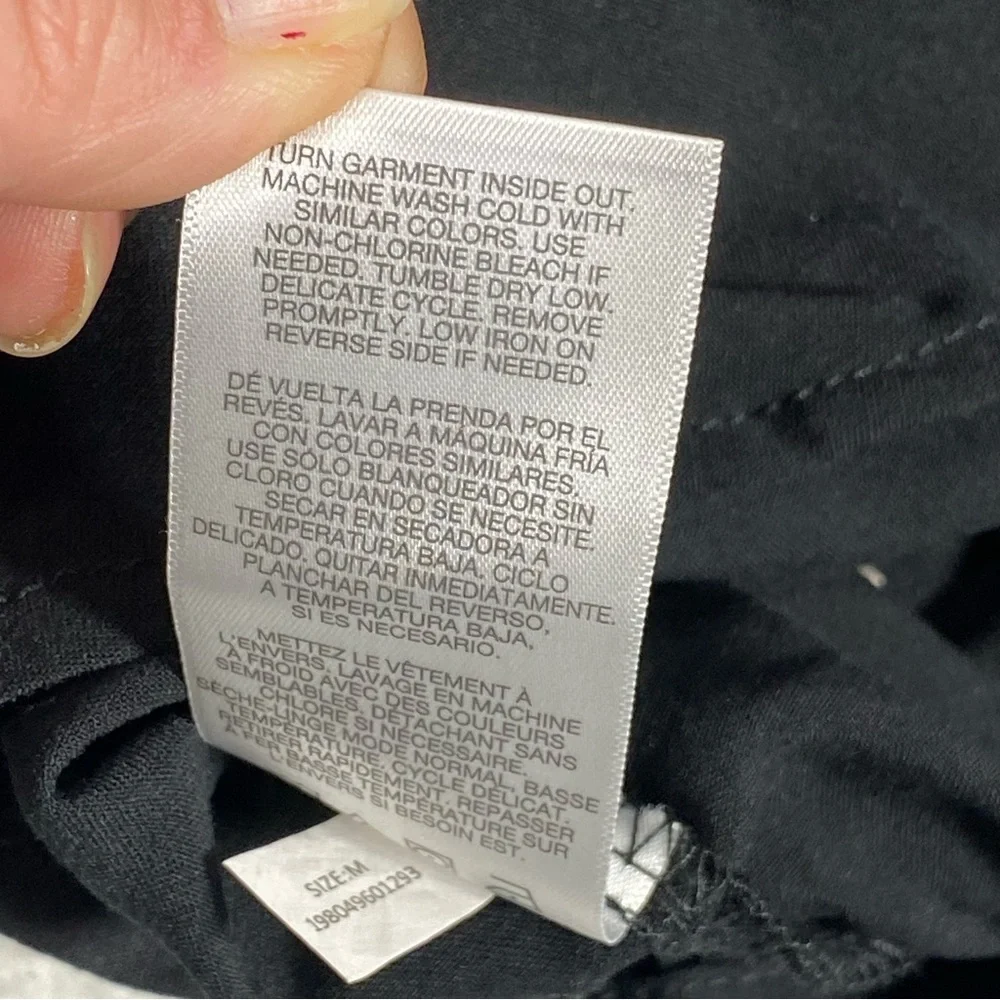 TURN GARMENT INSIDE OUT.
MACHINE WASH COLD WITH
SIMILAR COLORS. USE
NON-CHLORINE BLEACH IF
NEEDED. TUMBLE DRY LOW.
DELICATE CYCLE. REMOVE
PROMPTLY. LOW IRON ON
REVERSE SIDE IF NEEDED.
DÉ VUELTA LA PRENDA POR EL
REVÉS. LAVAR A MÁQUINA FRÍA
CON COLORES SIMILARES.
USE SÓLO BLANQUEADOR SIN
CLORO CUANDO SE NECESITE.
SECAR EN SECADORA A
TEMPERATURA BAJA, CICLO
DELICADO. QUITAR INMEDIATAMENTE.
PLANCHAR DEL REVERSO,
A TEMPERATURA BAJA,
SI ES NECESARIO.
METTEZ LE VÊTEMENT À
L'ENVERS. LAVAGE EN MACHINE
À FROID AVEC DES COULEURS
SEMBLABLES. DÉTACHANT SANS
CHLORE SI NÉCESSAIRE.
SÈCHE-LINGE MODE NORMAL, BASSE
TEMPÉRATURE, CYCLE DÉLICAT.
RETIRER RAPIDEMENT. REPASSER
À FER BASSE TEMPÉRATURE SUR
L'ENVERS SI BESOIN EST.
SIZE:M
198049601293